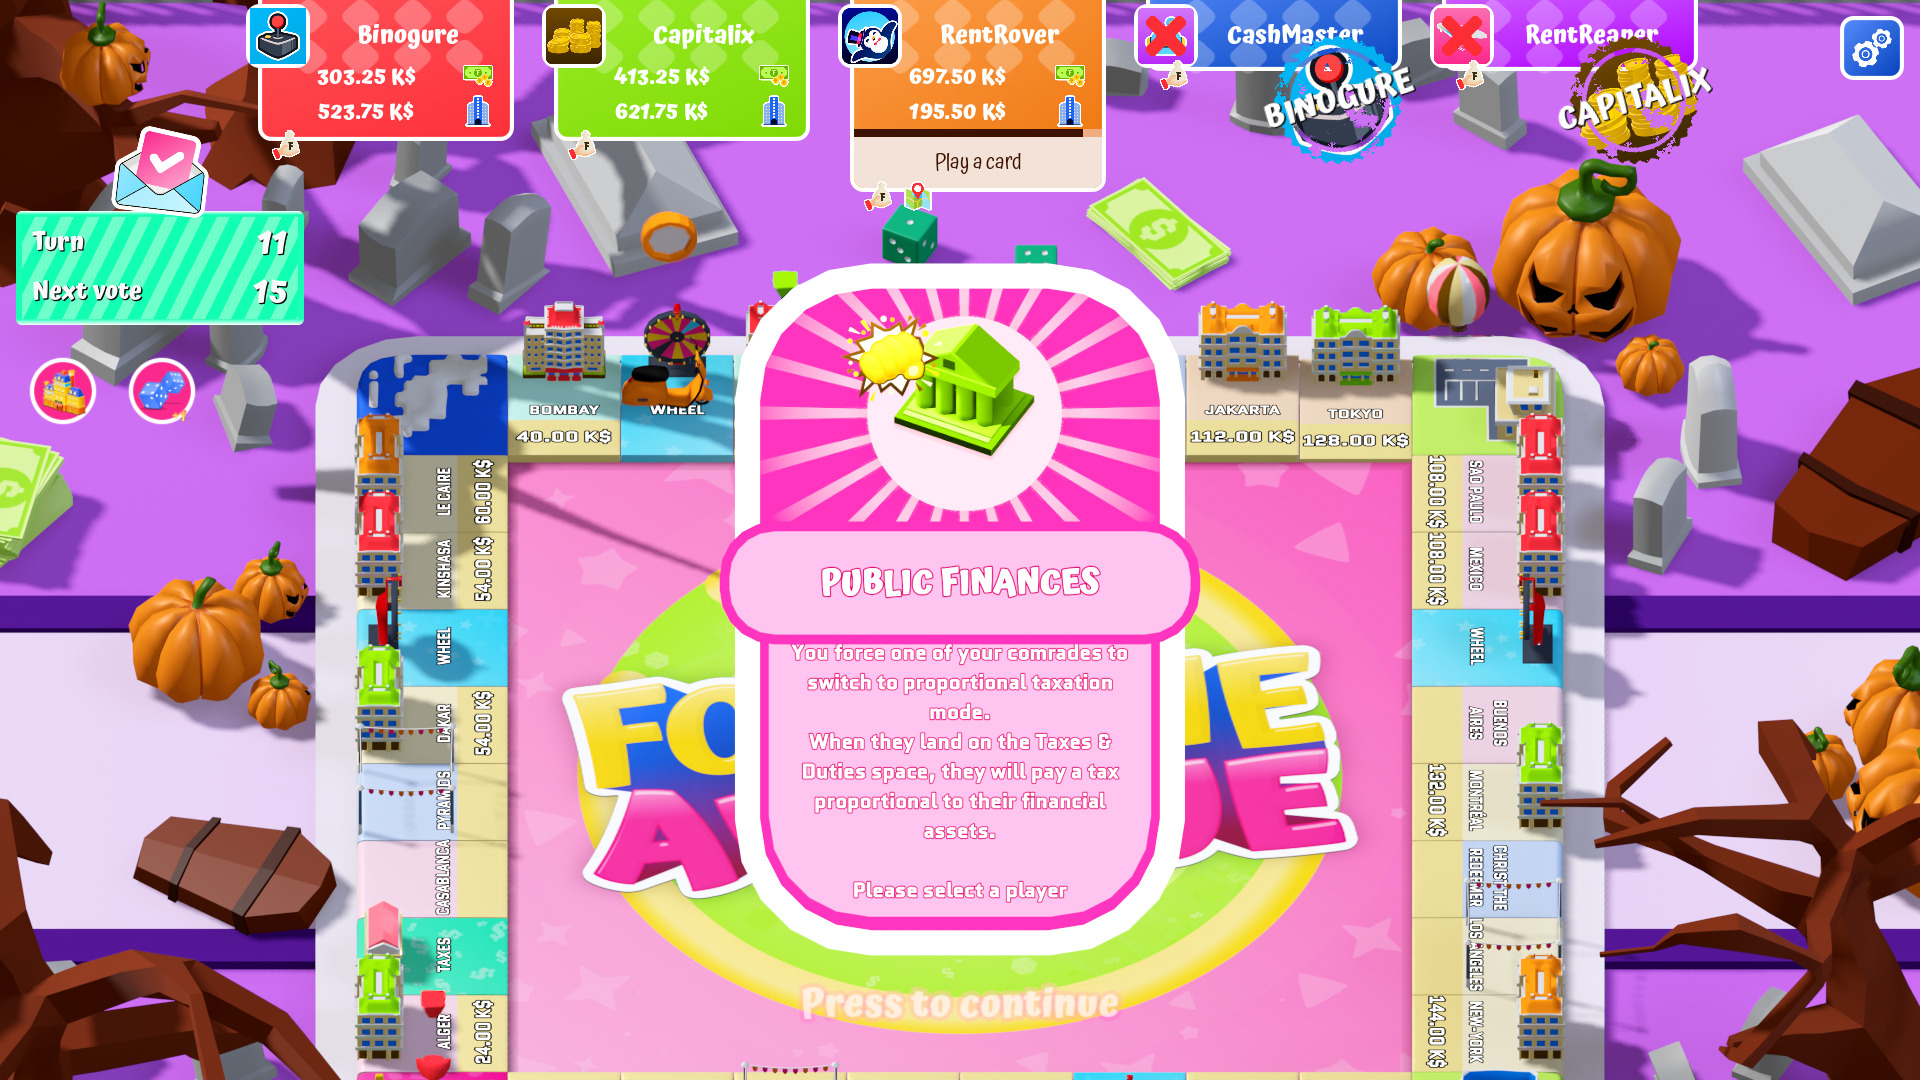 Binogure
303.25 K$
523.75 K$
Capitalix
413.25 K$
621.75 K$
RentRover
697.50 K$
195.50 K$
Play a card
CashMaster
BINOGURE
RentReaper
CAPITALIX
Turn 11
Next vote 15
BOMBAY
40.00 K$
WHEEL
JAKARTA
112.00 K$
TOKYO
128.00 K$
LE CAIRE
60.00 K$
KINSHASA
54.00 K$
WHEEL
DAKAR
54.00 K$
PYRAMIDS
CASABLANCA
TAXES
ALGER
24.00 K$
SAO PAULO
108.00 K$
MEXICO
108.00 K$
WHEEL
BUENOS
AIRES
MONTRÉAL
132.00 K$
CHRIST THE
REDEEMER
LOS ANGELES
NEW-YORK
144.00 K$
PUBLIC FINANCES
You force one of your comrades to
switch to proportional taxation
mode.
When they land on the Taxes &
Duties space, they will pay a tax
proportional to their financial
assets.
Please select a player
Press to continue